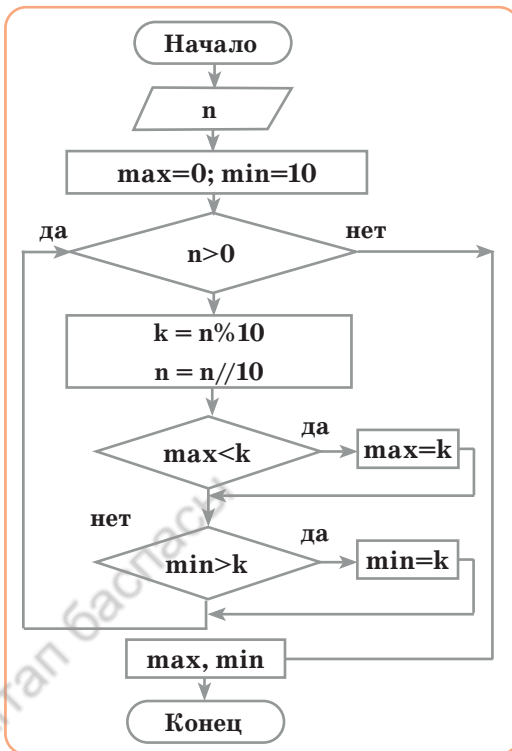 Начало
n
max=0; min=10
да
нет
n>0
k = n%10
n = n//10
да
max<k
max=k
нет
да
min>k
min=k
max, min
Конец
баспасы